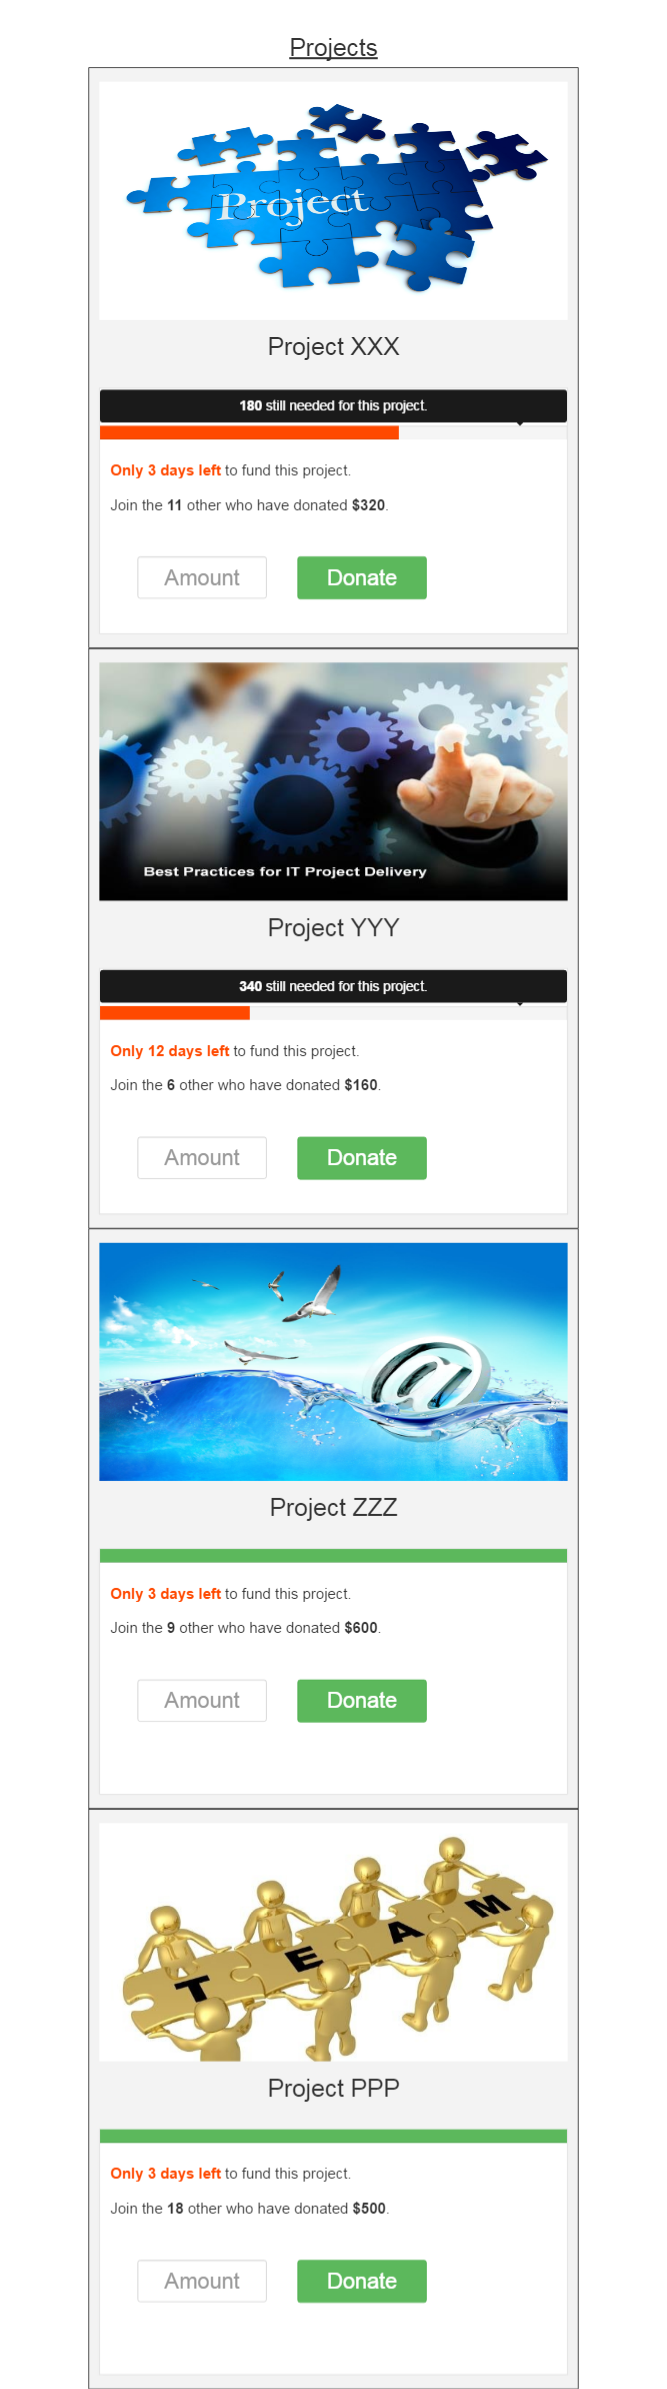 Projects
Project
Project XXX
180 still needed for this project.
Only 3 days left to fund this project.
Join the 11 other who have donated $320.
Amount
Donate
Best Practices for IT Project Delivery
Project YYY
340 still needed for this project.
Only 12 days left to fund this project.
Join the 6 other who have donated $160.
Amount
Donate
@
Project ZZZ
Only 3 days left to fund this project.
Join the 9 other who have donated $600.
Amount
Donate
TEAM
Project PPP
Only 3 days left to fund this project.
Join the 18 other who have donated $500.
Amount
Donate